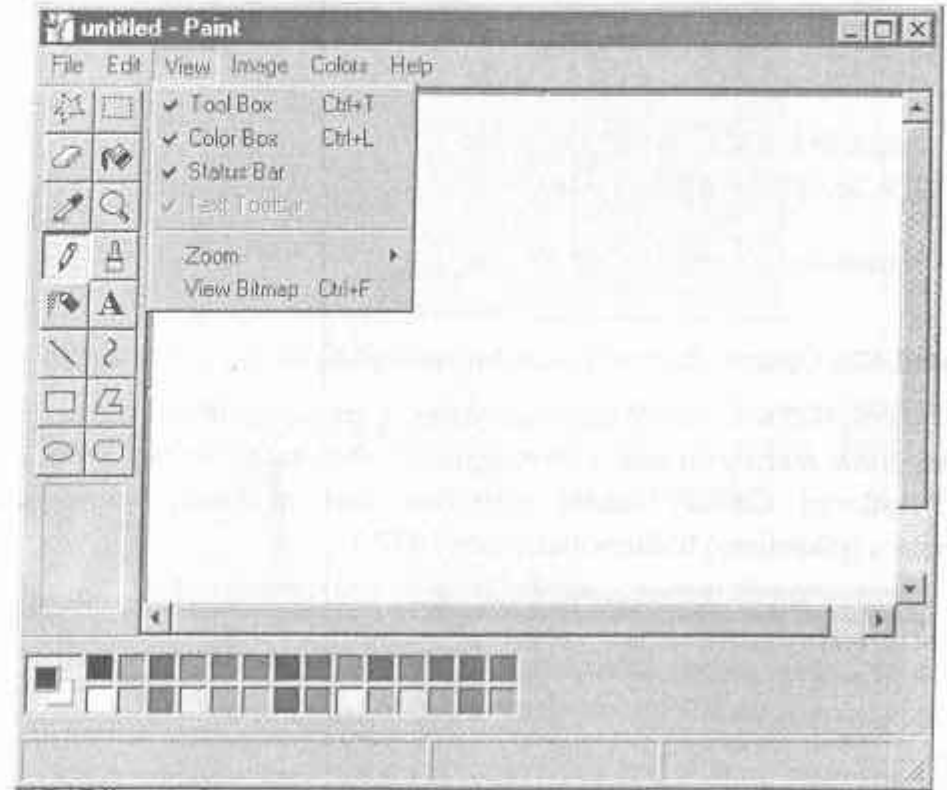 untitled - Paint
File Edit View Image Colors Help
Tool Box Ctrl+T
Color Box Ctrl+L
Status Bar
Text Toolbar
Zoom
View Bitmap Ctrl+F
A